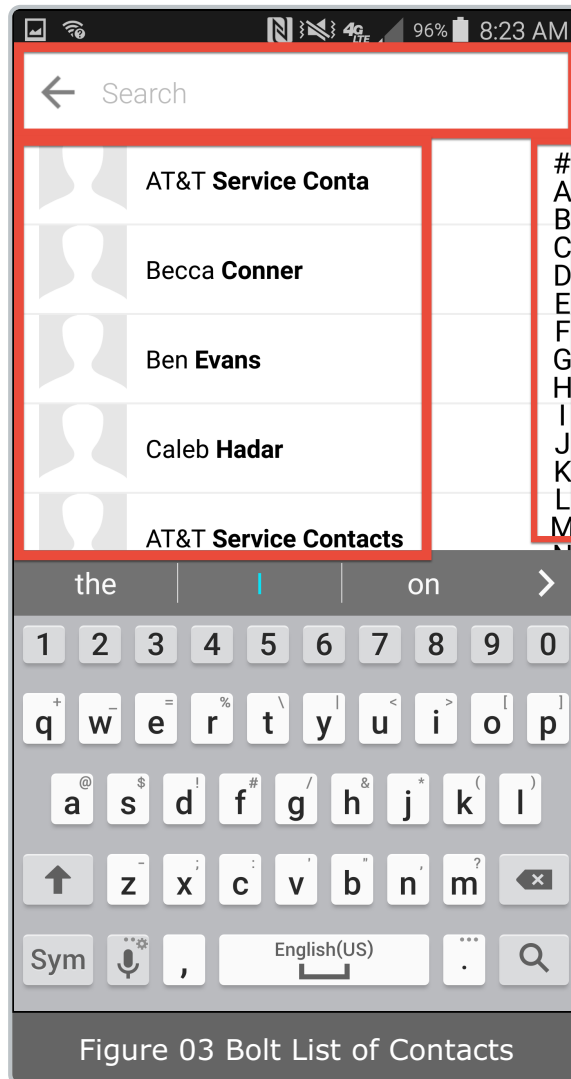 4G LTE 96% 8:23 AM
Search
AT&T Service Conta
Becca Conner
Ben Evans
Caleb Hadar
AT&T Service Contacts
#
A
B
C
D
E
F
G
H
I
J
K
L
M
the I on
1 2 3 4 5 6 7 8 9 0
+ _ = % \ | < > [ ]
q w e r t y u i o p
@ $ ! # / & * ( )
a s d f g h j k l
- ; : ' " , ?
z x c v b n m
Sym , English(US) .
Figure 03 Bolt List of Contacts